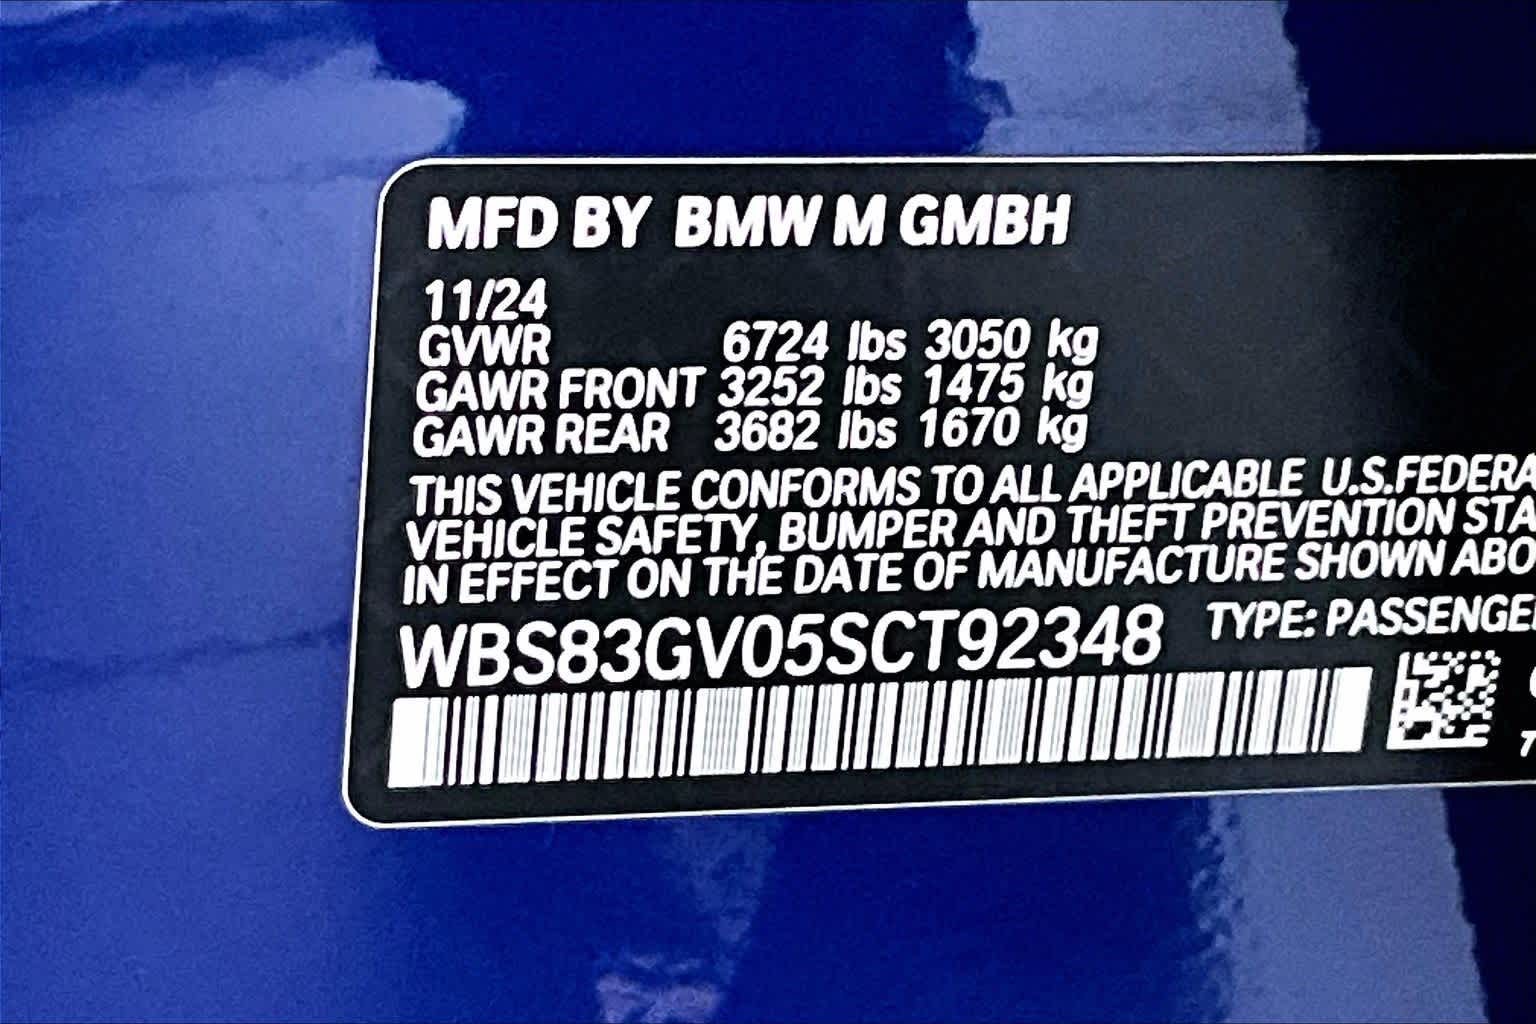 MFD BY BMW M GMBH
11/24
GVWR 6724 lbs 3050 kg
GAWR FRONT 3252 lbs 1475 kg
GAWR REAR 3682 lbs 1670 kg
THIS VEHICLE CONFORMS TO ALL APPLICABLE U.S.FEDERA
VEHICLE SAFETY, BUMPER AND THEFT PREVENTION STA
IN EFFECT ON THE DATE OF MANUFACTURE SHOWN ABO
WBS83GV05SCT92348 TYPE: PASSENGE
7